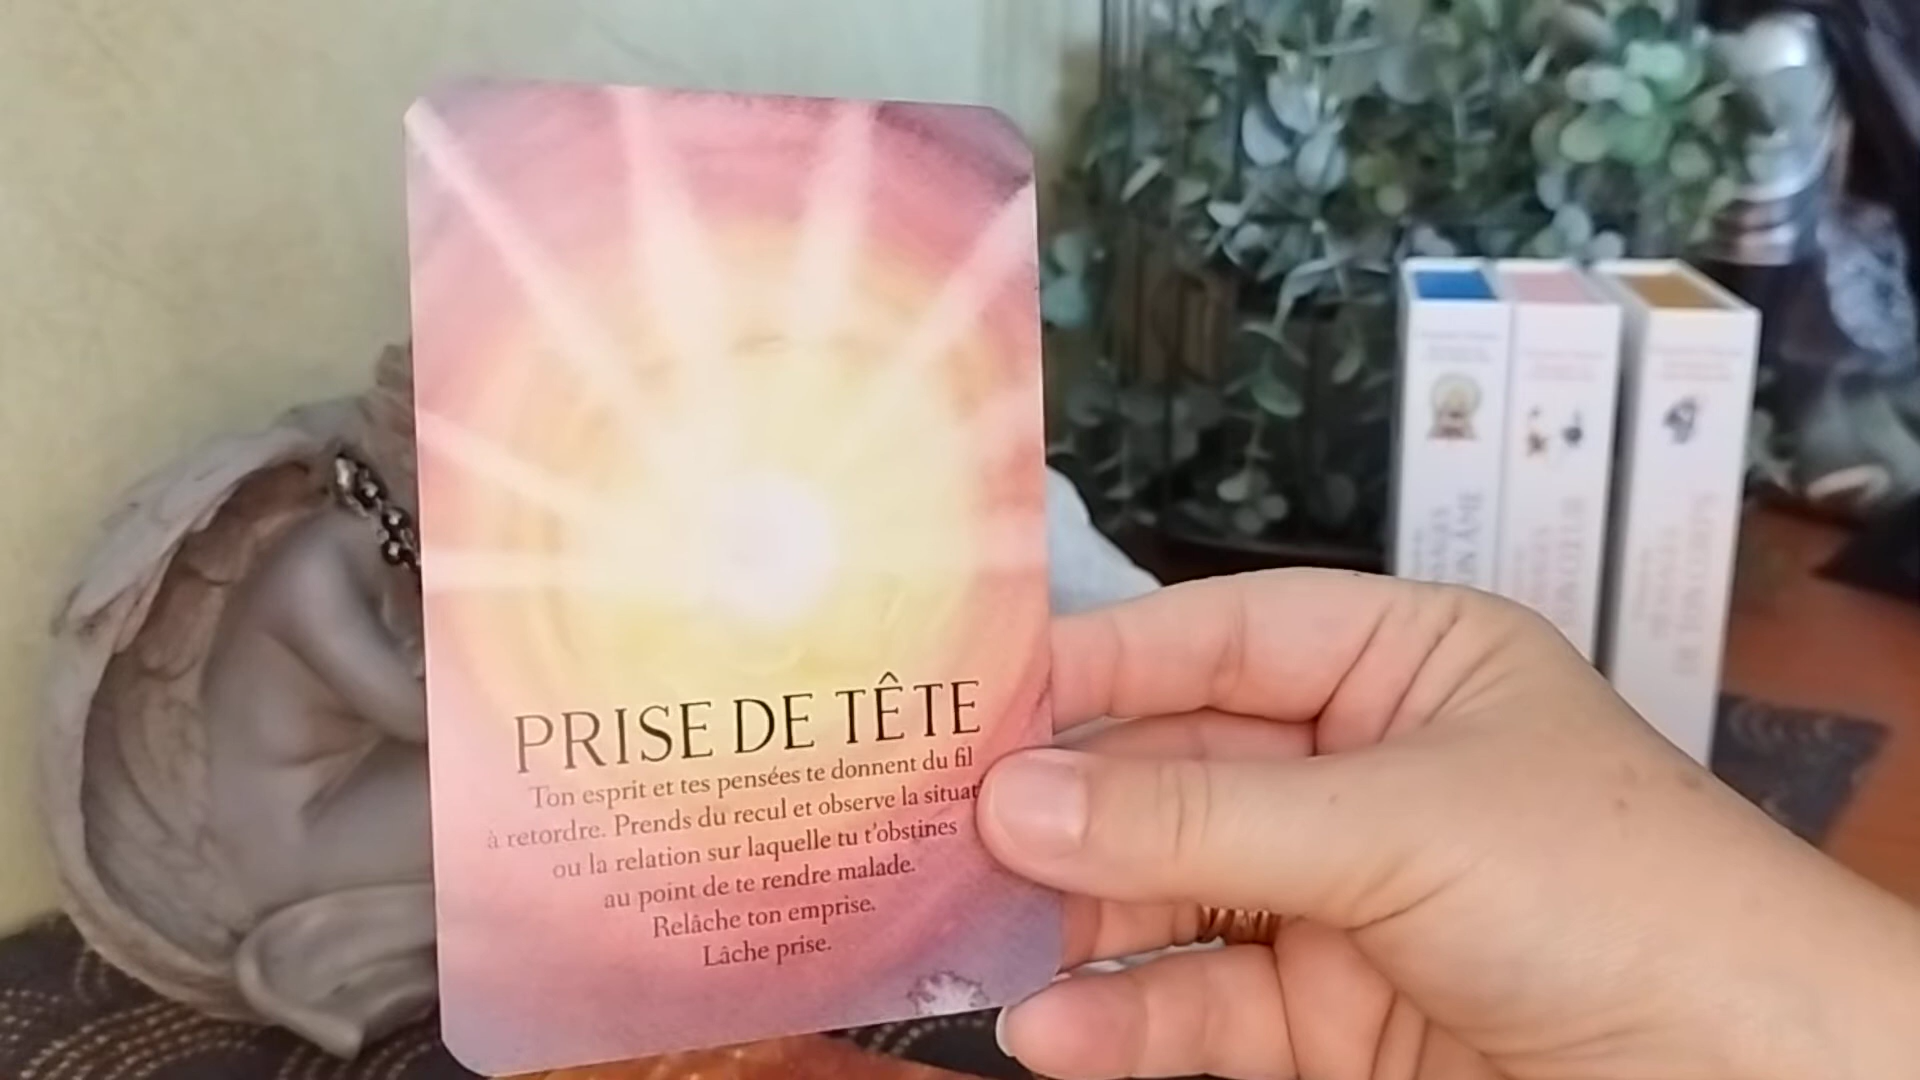 PRISE DE TÊTE
Ton esprit et tes pensées te donnent du fil
à retordre. Prends du recul et observe la situat
ou la relation sur laquelle tu t'obstines
au point de te rendre malade.
Relâche ton emprise.
Lâche prise.